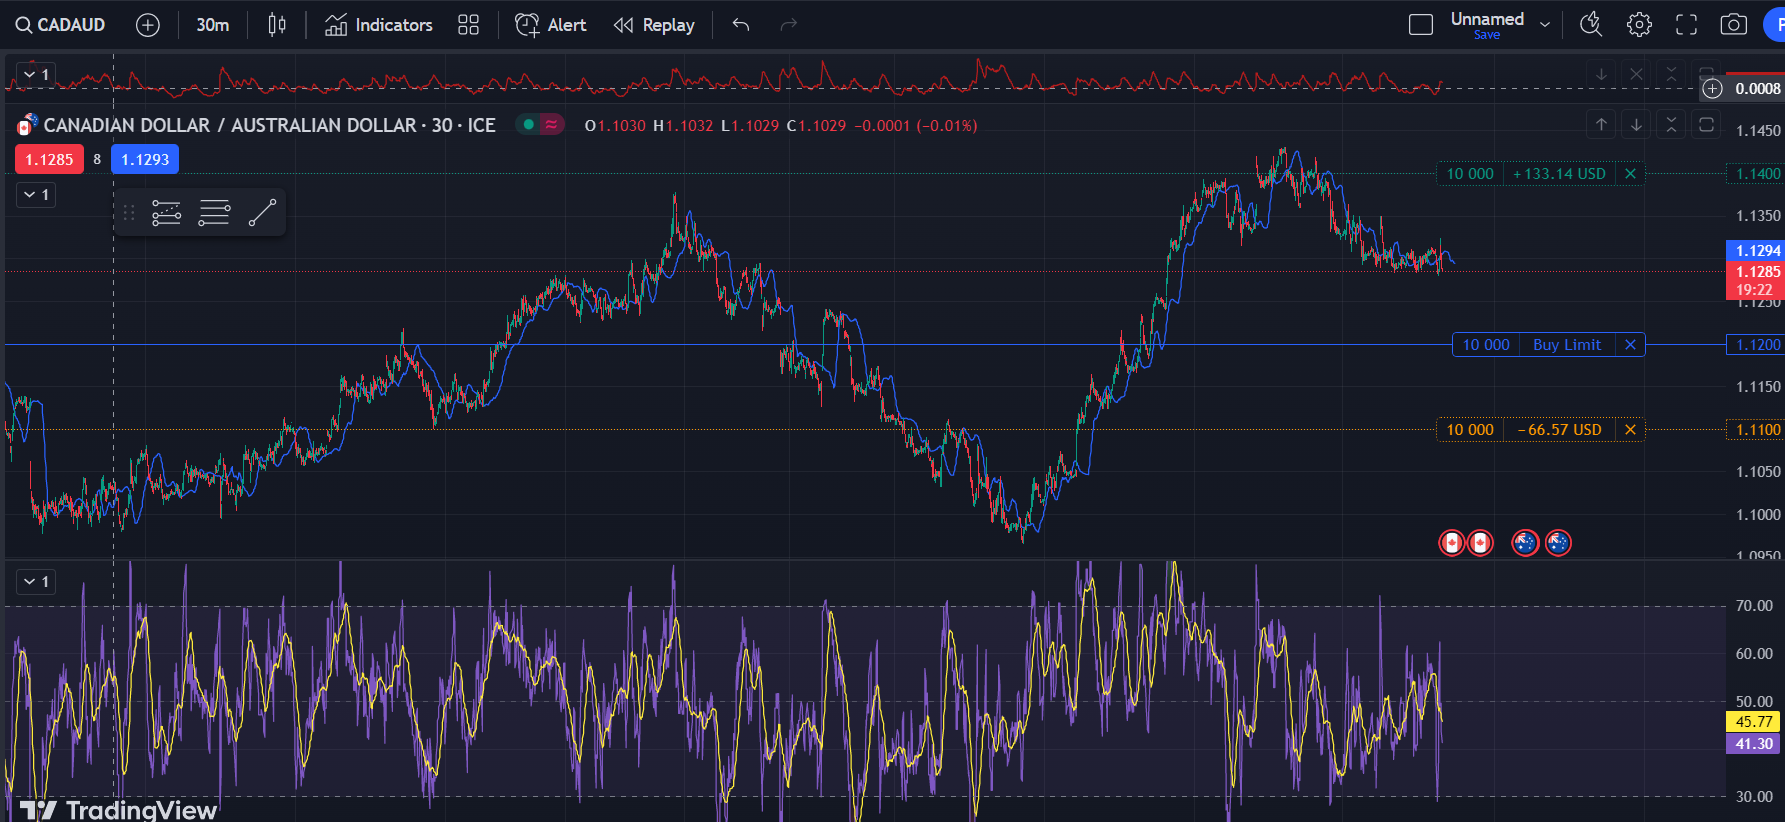 CADAUD 30m Indicators Alert Replay Unnamed
Save
1
0.0008
CANADIAN DOLLAR / AUSTRALIAN DOLLAR · 30 · ICE O1.1030 H1.1032 L1.1029 C1.1029 −0.0001 (−0.01%)
1.1450
1.1285 8 1.1293
10 000 +133.14 USD 1.1400
1
1.1350
1.1294
1.1285
19:22
1.1250
10 000 Buy Limit 1.1200
1.1150
10 000 −66.57 USD 1.1100
1.1050
1.1000
1.0950
1
70.00
60.00
50.00
45.77
41.30
30.00
TradingView